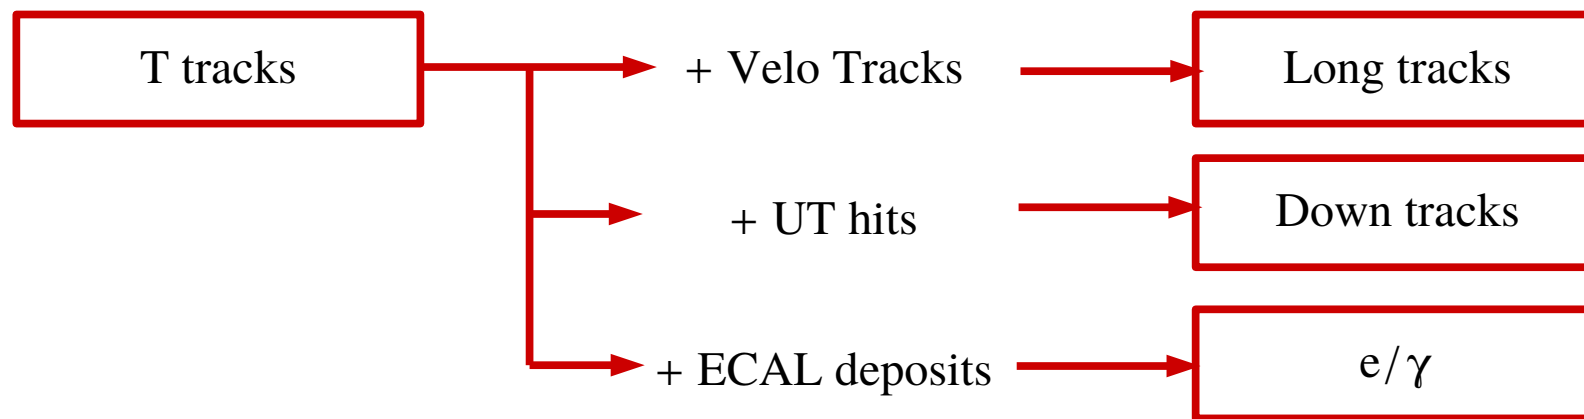 T tracks
+ Velo Tracks
Long tracks
+ UT hits
Down tracks
+ ECAL deposits
e/γ